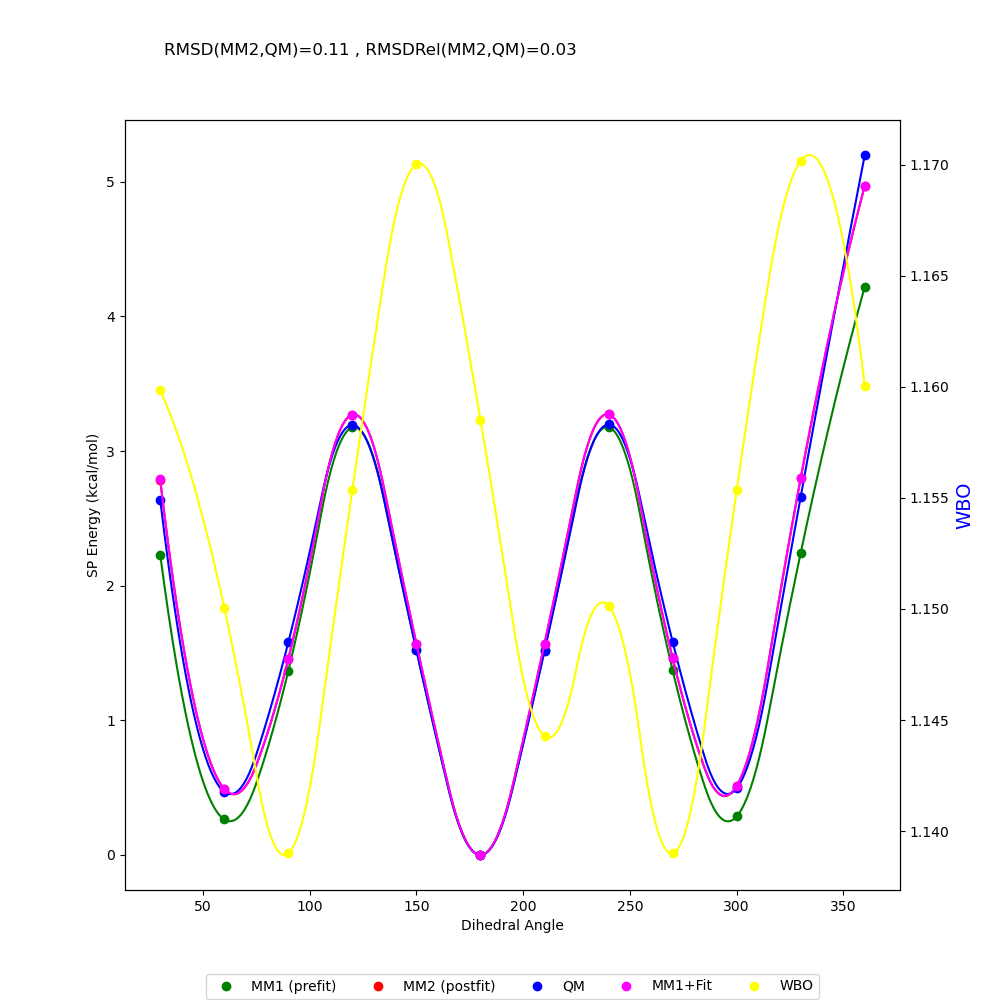 RMSD(MM2,QM)=0.11 , RMSDRel(MM2,QM)=0.03
5
4
3
2
1
0
SP Energy (kcal/mol)
1.170
1.165
1.160
1.155
1.150
1.145
1.140
WBO
50 100 150 200 250 300 350
Dihedral Angle
MM1 (prefit) MM2 (postfit) QM MM1+Fit WBO